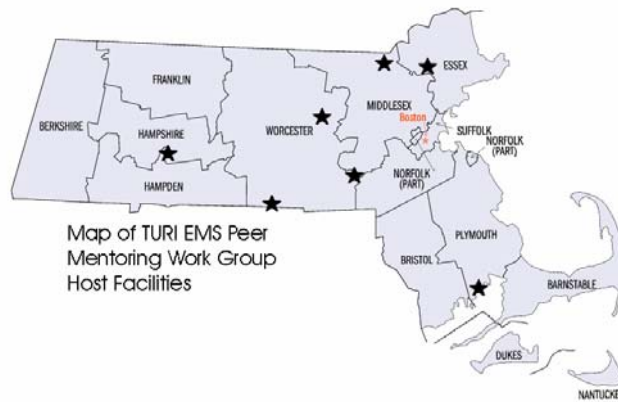 FRANKLIN
ESSEX
MIDDLESEX
Boston
BERKSHIRE
HAMPSHIRE
WORCESTER
SUFFOLK
NORFOLK
(PART)
NORFOLK
(PART)
HAMPDEN
Map of TURI EMS Peer
Mentoring Work Group
Host Facilities
PLYMOUTH
BRISTOL
BARNSTABLE
DUKES
NANTUCKE